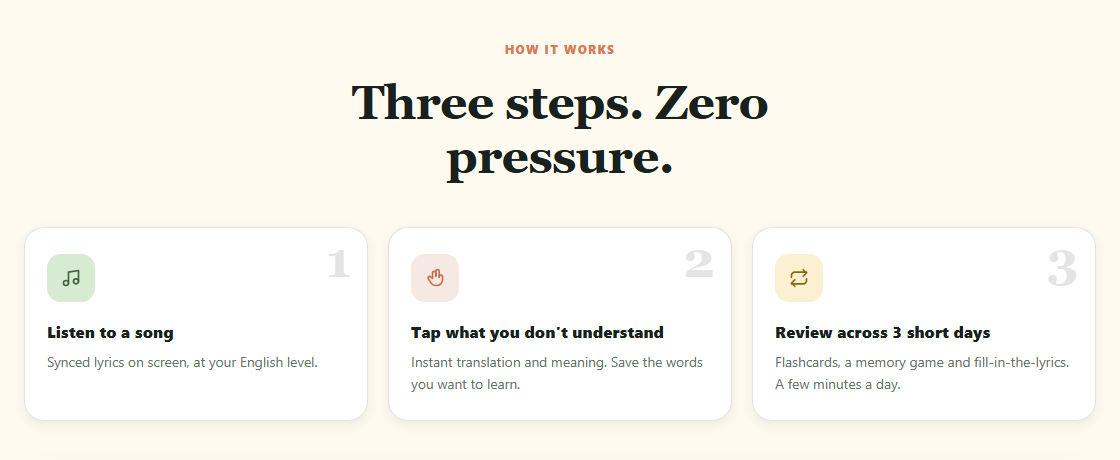 HOW IT WORKS
Three steps. Zero
pressure.
1
Listen to a song
Synced lyrics on screen, at your English level.
2
Tap what you don't understand
Instant translation and meaning. Save the words
you want to learn.
3
Review across 3 short days
Flashcards, a memory game and fill-in-the-lyrics.
A few minutes a day.